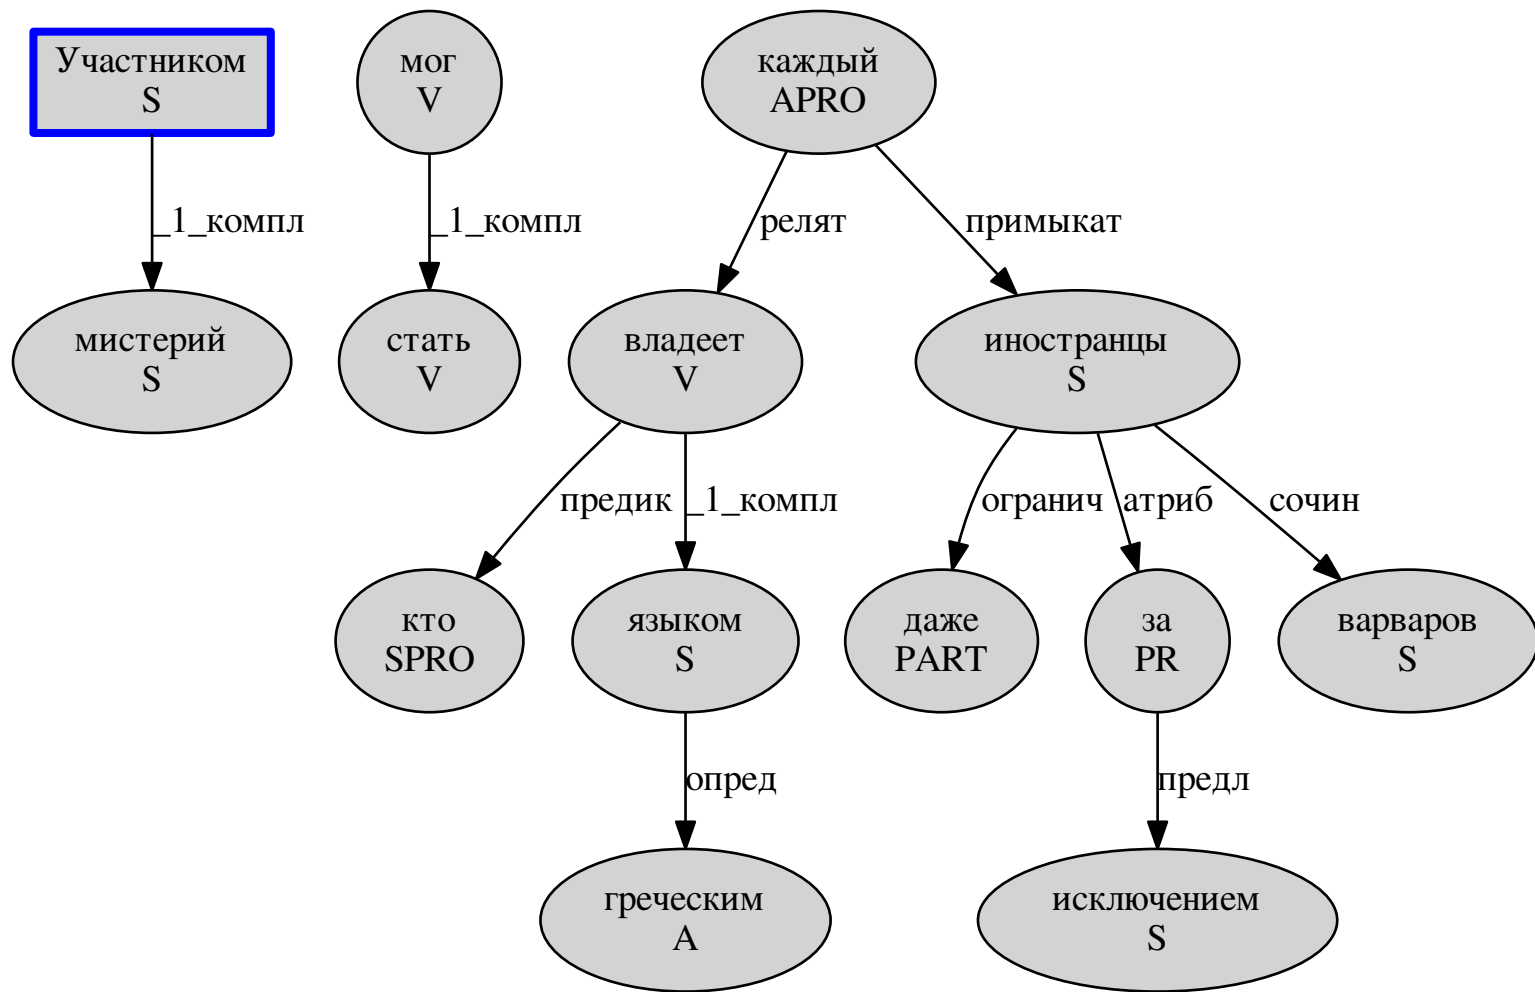 Участником
S
мог
V
каждый
APRO
_1_компл
_1_компл
релят
примыкат
мистерий
S
стать
V
владеет
V
иностранцы
S
предик
_1_компл
огранич
атриб
сочин
кто
SPRO
языком
S
даже
PART
за
PR
варваров
S
опред
предл
греческим
A
исключением
S